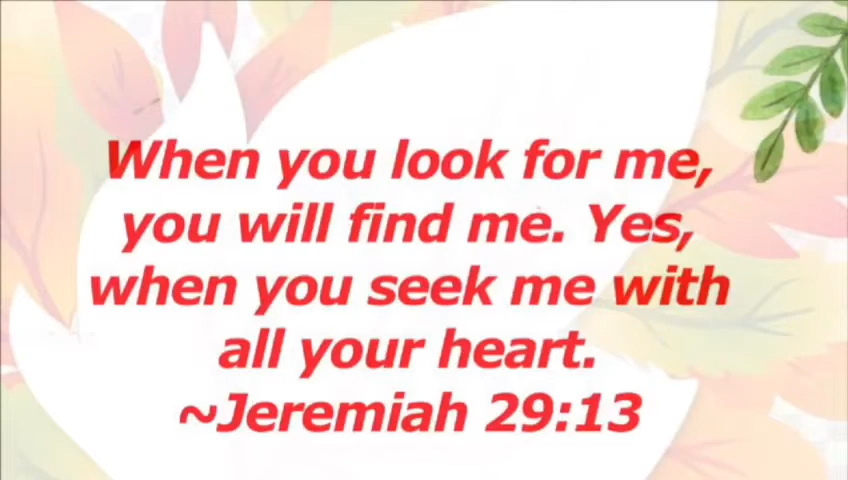 When you look for me,
you will find me. Yes,
when you seek me with
all your heart.
~Jeremiah 29:13